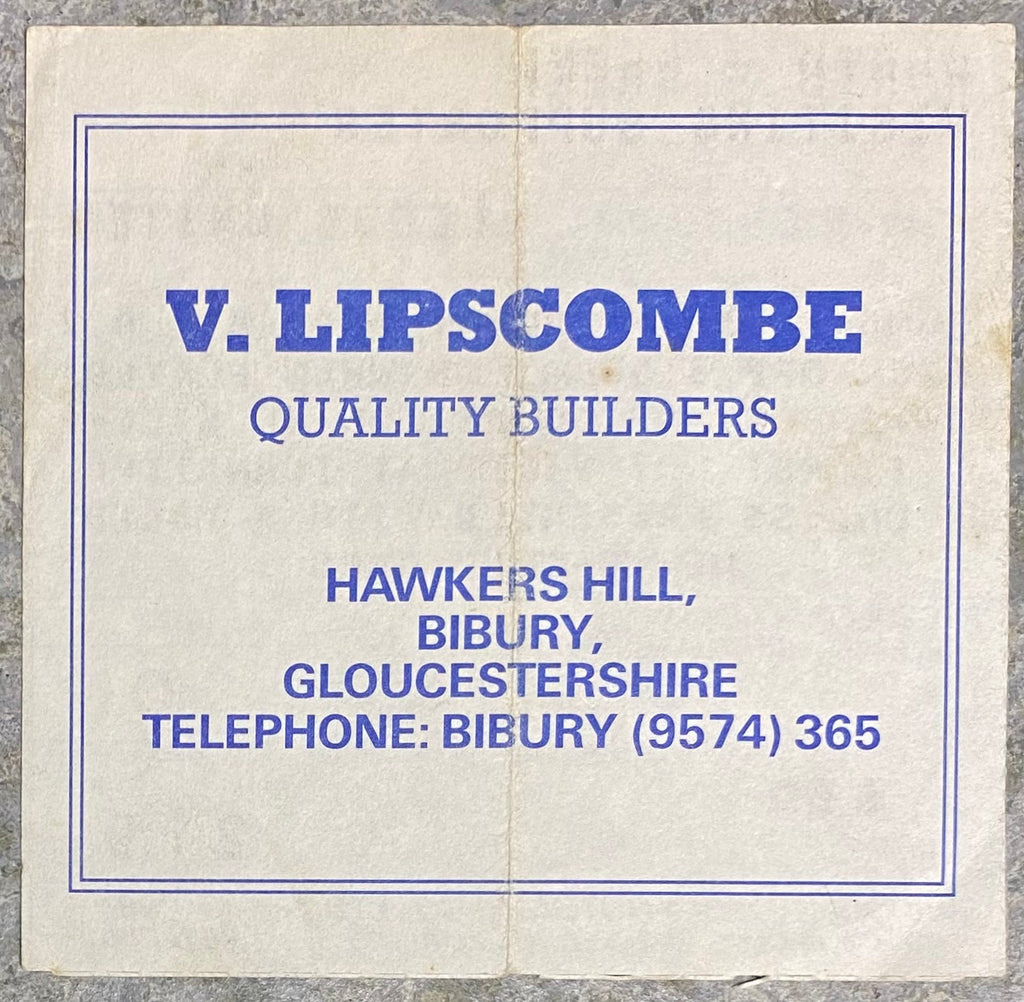 V. LIPSCOMBE
QUALITY BUILDERS
HAWKERS HILL,
BIBURY,
GLOUCESTERSHIRE
TELEPHONE: BIBURY (9574) 365